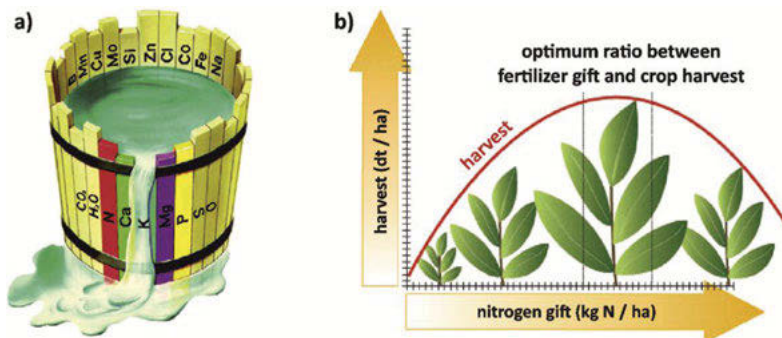 a)
B
Mn
Cu
Mo
Si
Zn
Cl
Co
Fe
Na
CO₂
H₂O
N
Ca
K
Mg
P
S
O
b)
optimum ratio between
fertilizer gift and crop harvest
harvest
harvest (dt / ha)
nitrogen gift (kg N / ha)